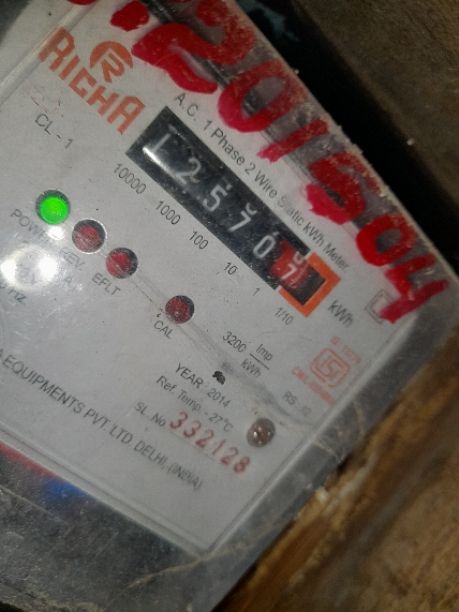 RICHA
A.C. 1 Phase 2 Wire Static kWh Meter
CL - 1
125707
10000 1000 100 10 1 1/10
kWh
POWER REV. EFLT CAL
3200 Imp/kWh
YEAR : 2014
Ref Temp : 27°C
EQUIPMENTS PVT. LTD. DELHI, (INDIA)
SL. No. 332128